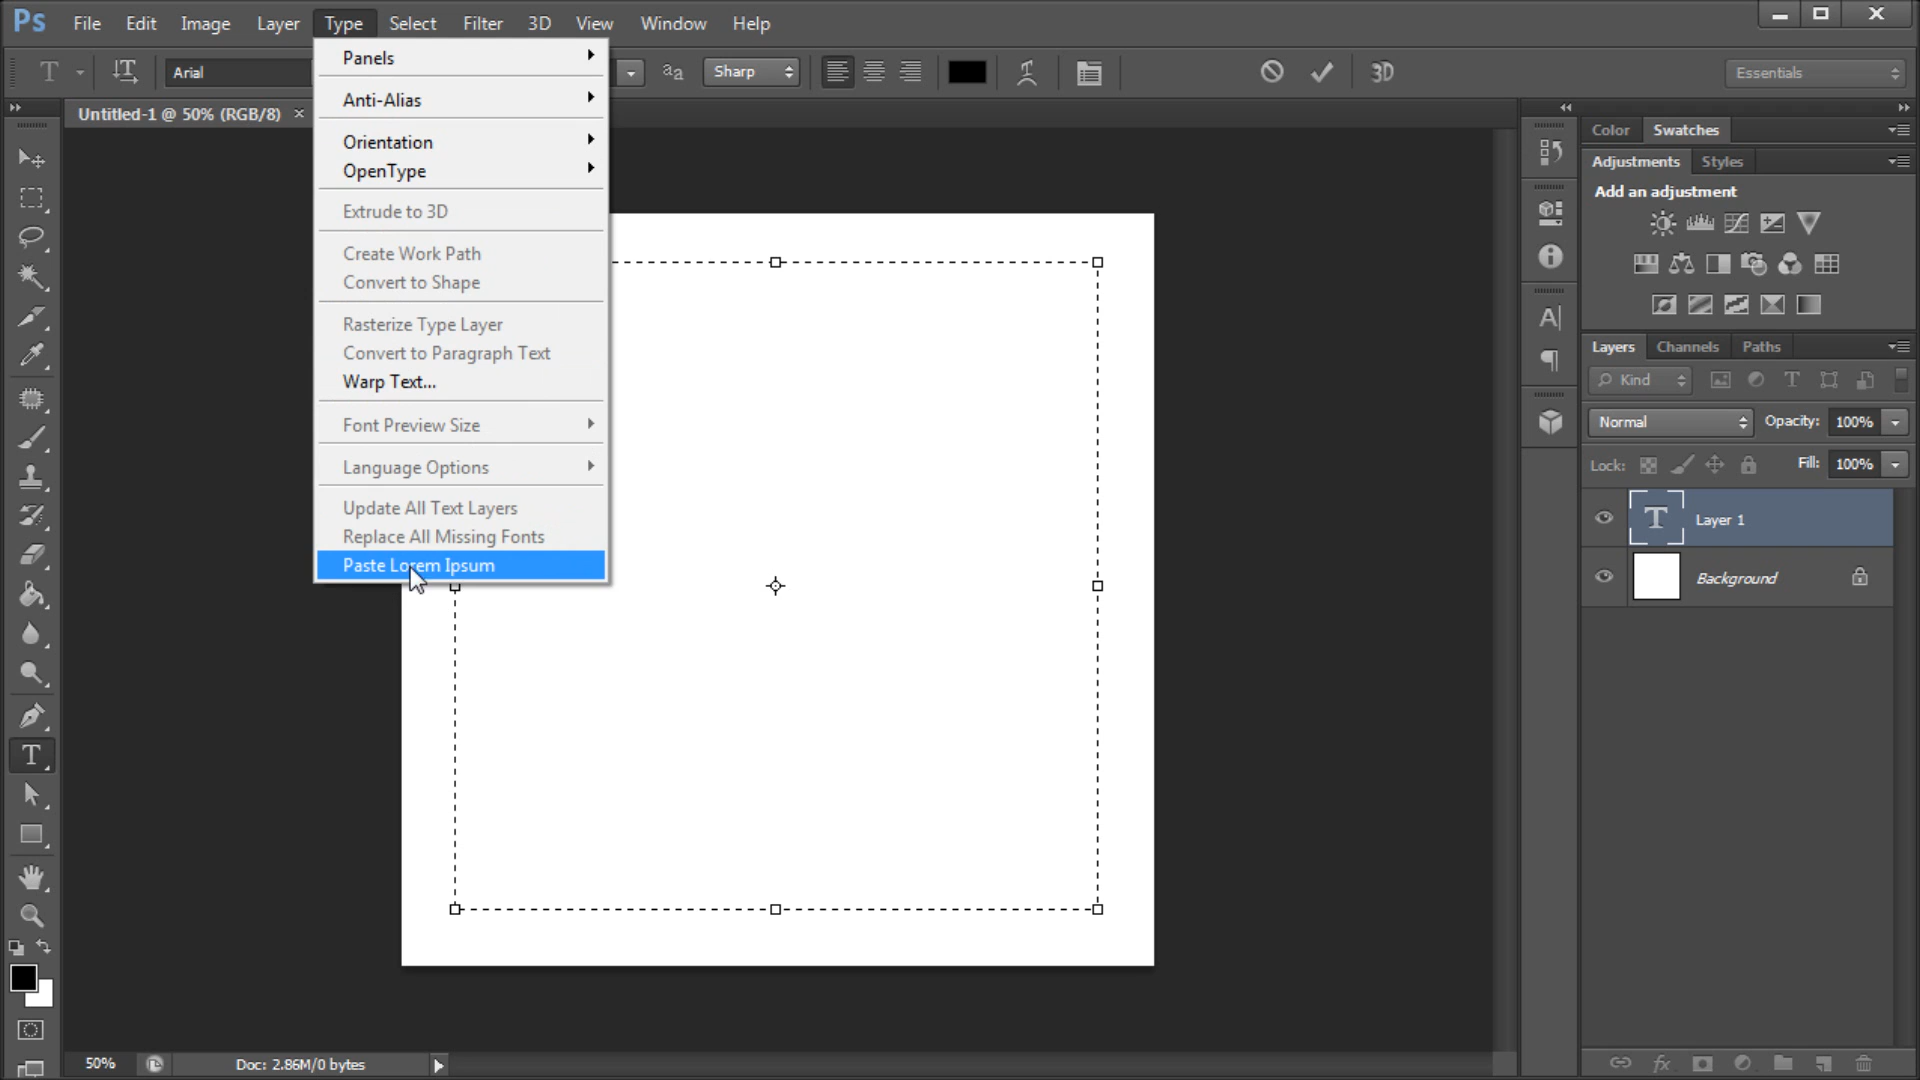 Ps File Edit Image Layer Type Select Filter 3D View Window Help
T Arial aa Sharp 3D Essentials
Untitled-1 @ 50% (RGB/8) ×
Panels
Anti-Alias
Orientation
OpenType
Extrude to 3D
Create Work Path
Convert to Shape
Rasterize Type Layer
Convert to Paragraph Text
Warp Text...
Font Preview Size
Language Options
Update All Text Layers
Replace All Missing Fonts
Paste Lorem Ipsum
Color Swatches
Adjustments Styles
Add an adjustment
Layers Channels Paths
Kind T
Normal Opacity: 100%
Lock: Fill: 100%
T Layer 1
Background
A
T
50% Doc: 2.86M/0 bytes
fx